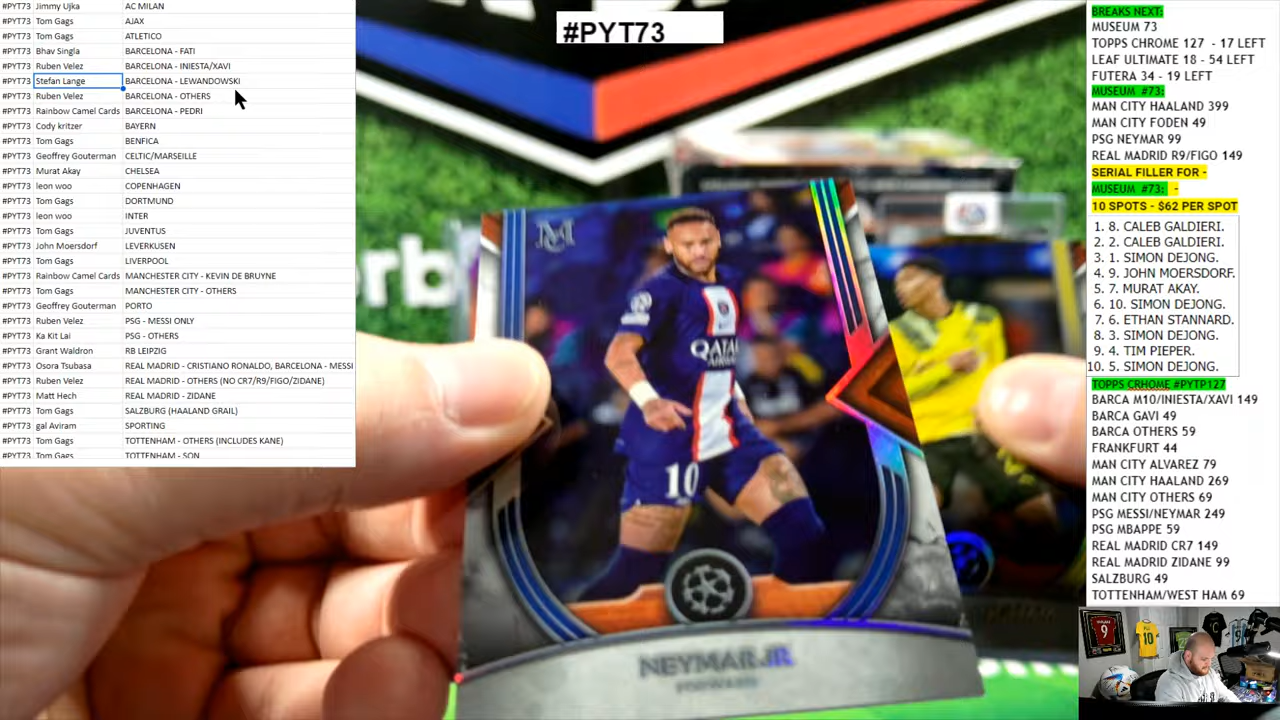 #PYT73 Jimmy Ujka AC MILAN
#PYT73 Tom Gags AJAX
#PYT73 Tom Gags ATLETICO
#PYT73 Bhav Singla BARCELONA - FATI
#PYT73 Ruben Velez BARCELONA - INIESTA/XAVI
#PYT73 Stefan Lange BARCELONA - LEWANDOWSKI
#PYT73 Ruben Velez BARCELONA - OTHERS
#PYT73 Rainbow Camel Cards BARCELONA - PEDRI
#PYT73 Cody kritzer BAYERN
#PYT73 Tom Gags BENFICA
#PYT73 Geoffrey Gouterman CELTIC/MARSEILLE
#PYT73 Murat Akay CHELSEA
#PYT73 leon woo COPENHAGEN
#PYT73 Tom Gags DORTMUND
#PYT73 leon woo INTER
#PYT73 Tom Gags JUVENTUS
#PYT73 John Moersdorf LEVERKUSEN
#PYT73 Tom Gags LIVERPOOL
#PYT73 Rainbow Camel Cards MANCHESTER CITY - KEVIN DE BRUYNE
#PYT73 Tom Gags MANCHESTER CITY - OTHERS
#PYT73 Geoffrey Gouterman PORTO
#PYT73 Ruben Velez PSG - MESSI ONLY
#PYT73 Ka Kit Lai PSG - OTHERS
#PYT73 Grant Waldron RB LEIPZIG
#PYT73 Osora Tsubasa REAL MADRID - CRISTIANO RONALDO, BARCELONA - MESSI
#PYT73 Ruben Velez REAL MADRID - OTHERS (NO CR7/R9/FIGO/ZIDANE)
#PYT73 Matt Hech REAL MADRID - ZIDANE
#PYT73 Tom Gags SALZBURG (HAALAND GRAIL)
#PYT73 gal Aviram SPORTING
#PYT73 Tom Gags TOTTENHAM - OTHERS (INCLUDES KANE)
#PYT73 Tom Gags TOTTENHAM - SON
#PYT73
orb
M
QATAR
10
NEYMAR JR
FORWARD
BREAKS NEXT:
MUSEUM 73
TOPPS CHROME 127 - 17 LEFT
LEAF ULTIMATE 18 - 54 LEFT
FUTERA 34 - 19 LEFT
MUSEUM #73:
MAN CITY HAALAND 399
MAN CITY FODEN 49
PSG NEYMAR 99
REAL MADRID R9/FIGO 149
SERIAL FILLER FOR -
MUSEUM #73: -
10 SPOTS - $62 PER SPOT
1. 8. CALEB GALDIERI.
2. 2. CALEB GALDIERI.
3. 1. SIMON DEJONG.
4. 9. JOHN MOERSDORF.
5. 7. MURAT AKAY.
6. 10. SIMON DEJONG.
7. 6. ETHAN STANNARD.
8. 3. SIMON DEJONG.
9. 4. TIM PIEPER.
10. 5. SIMON DEJONG.
TOPPS CRHOME #PYTP127
BARCA M10/INIESTA/XAVI 149
BARCA GAVI 49
BARCA OTHERS 59
FRANKFURT 44
MAN CITY ALVAREZ 79
MAN CITY HAALAND 269
MAN CITY OTHERS 69
PSG MESSI/NEYMAR 249
PSG MBAPPE 59
REAL MADRID CR7 149
REAL MADRID ZIDANE 99
SALZBURG 49
TOTTENHAM/WEST HAM 69
9
10